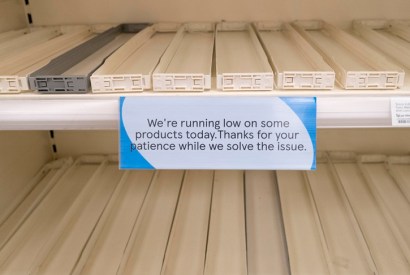 We're running low on some
products today.Thanks for your
patience while we solve the issue.